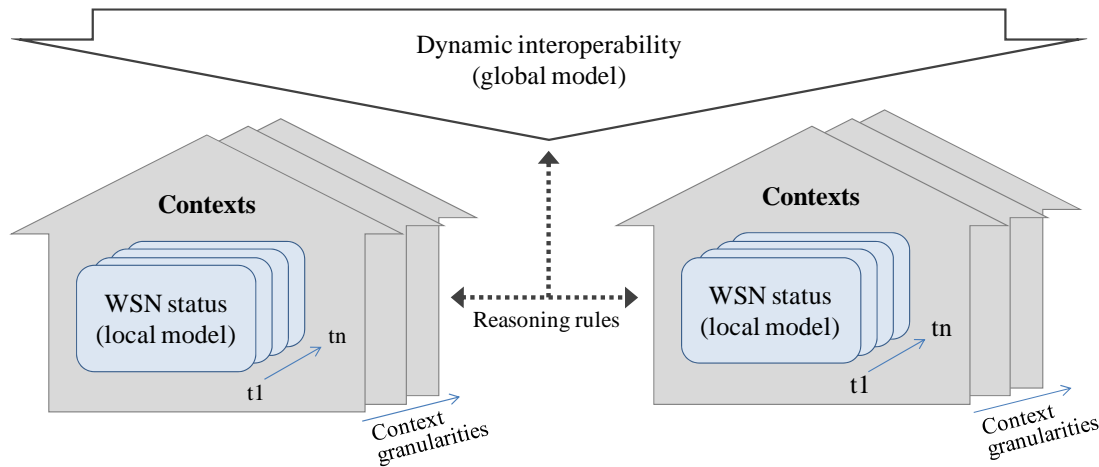 Dynamic interoperability
(global model)
Contexts
WSN status
(local model)
t1
tn
Context
granularities
Reasoning rules
Contexts
WSN status
(local model)
t1
tn
Context
granularities